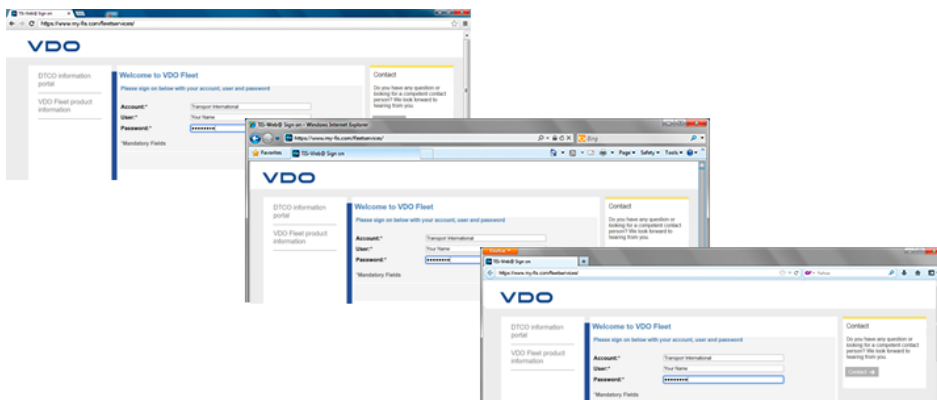 TIS-Web® Sign on
https://www.my-fis.com/fleetservices/
VDO
DTCO information
portal
VDO Fleet product
information
Welcome to VDO Fleet
Please sign on below with your account, user and password
Account:*
Transport International
User:*
Your Name
Password:*
*Mandatory Fields
Contact
Do you have any question or
looking for a competent contact
person? We look forward to
hearing from you.
TIS-Web® Sign on - Windows Internet Explorer
https://www.my-fis.com/fleetservices/
Bing
Favorites
TIS-Web® Sign on
Page
Safety
Tools
VDO
DTCO information
portal
VDO Fleet product
information
Welcome to VDO Fleet
Please sign on below with your account, user and password
Account:*
Transport International
User:*
Your Name
Password:*
*Mandatory Fields
Contact
Do you have any question or
looking for a competent contact
person? We look forward to
hearing from you.
Firefox
TIS-Web® Sign on
https://www.my-fis.com/fleetservices/
Yahoo
VDO
DTCO information
portal
VDO Fleet product
information
Welcome to VDO Fleet
Please sign on below with your account, user and password
Account:*
Transport International
User:*
Your Name
Password:*
*Mandatory Fields
Contact
Do you have any question or
looking for a competent contact
person? We look forward to
hearing from you.
Contact